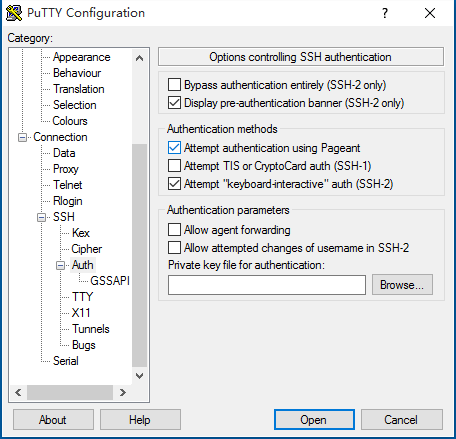 PuTTY Configuration
Category:
Appearance
Behaviour
Translation
Selection
Colours
Connection
Data
Proxy
Telnet
Rlogin
SSH
Kex
Cipher
Auth
GSSAPI
TTY
X11
Tunnels
Bugs
Serial
Options controlling SSH authentication
Bypass authentication entirely (SSH-2 only)
Display pre-authentication banner (SSH-2 only)
Authentication methods
Attempt authentication using Pageant
Attempt TIS or CryptoCard auth (SSH-1)
Attempt "keyboard-interactive" auth (SSH-2)
Authentication parameters
Allow agent forwarding
Allow attempted changes of username in SSH-2
Private key file for authentication:
Browse...
About Help Open Cancel